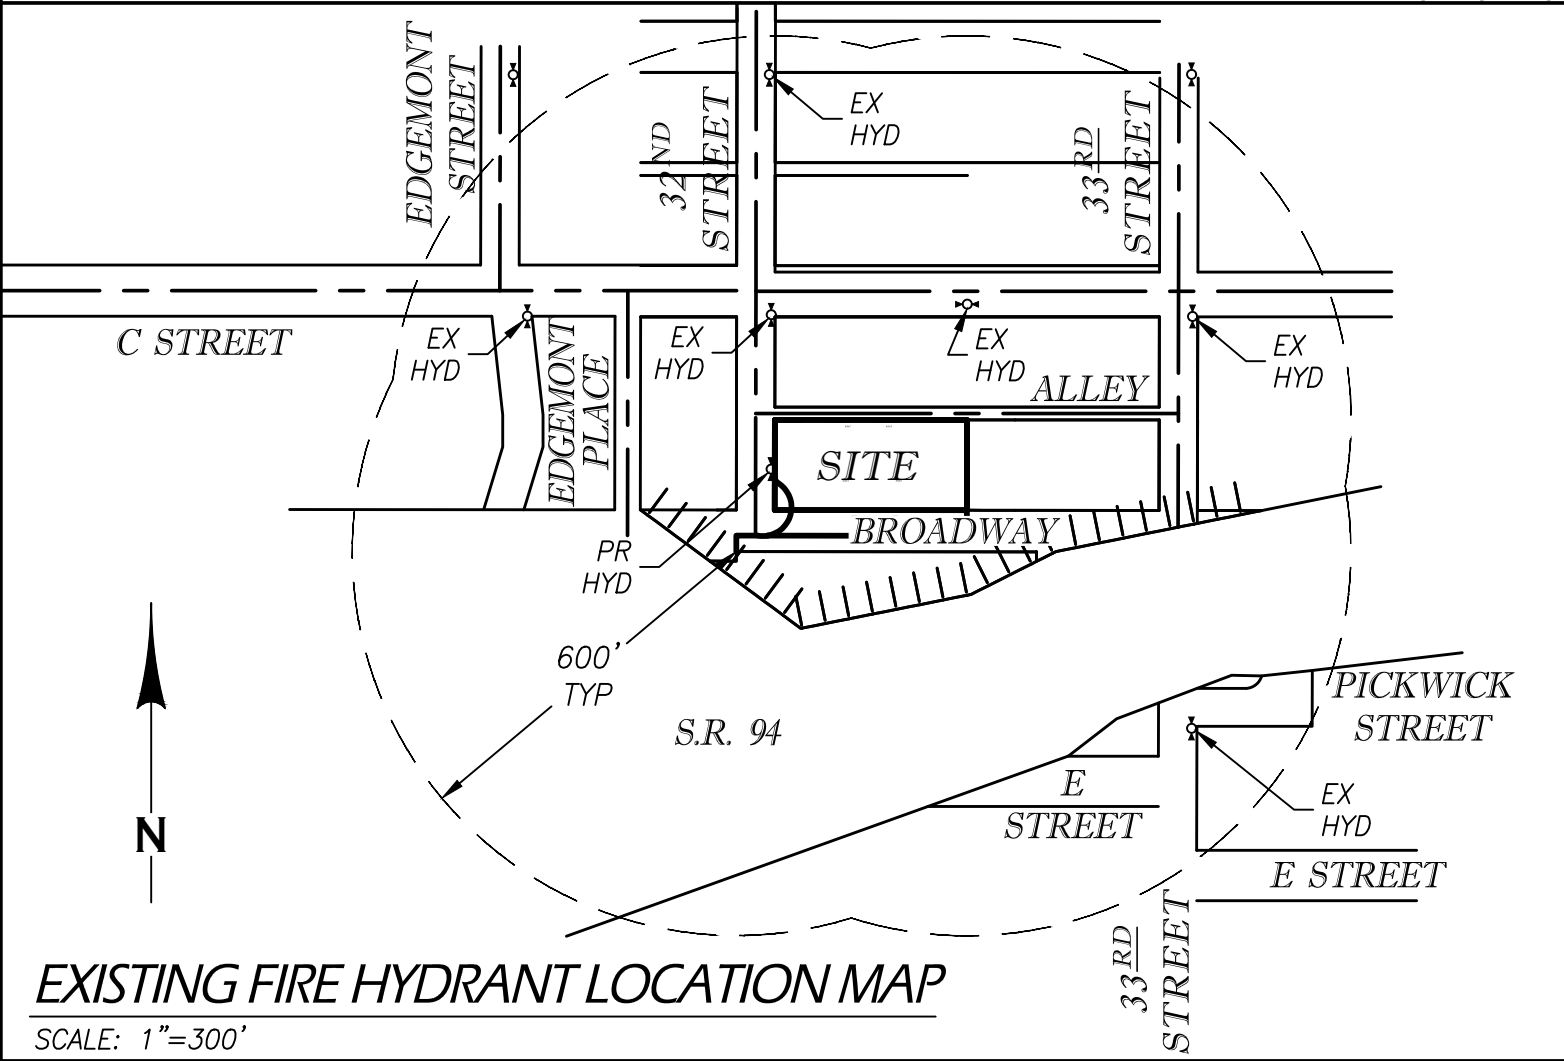 EDGEMONT
STREET
32ND
STREET
EX
HYD
33RD
STREET
C STREET
EX
HYD
EDGEMONT
PLACE
EX
HYD
EX
HYD
EX
HYD
ALLEY
SITE
BROADWAY
PR
HYD
600'
TYP
S.R. 94
PICKWICK
STREET
E
STREET
EX
HYD
E STREET
33RD
STREET
N
EXISTING FIRE HYDRANT LOCATION MAP
SCALE: 1"=300'